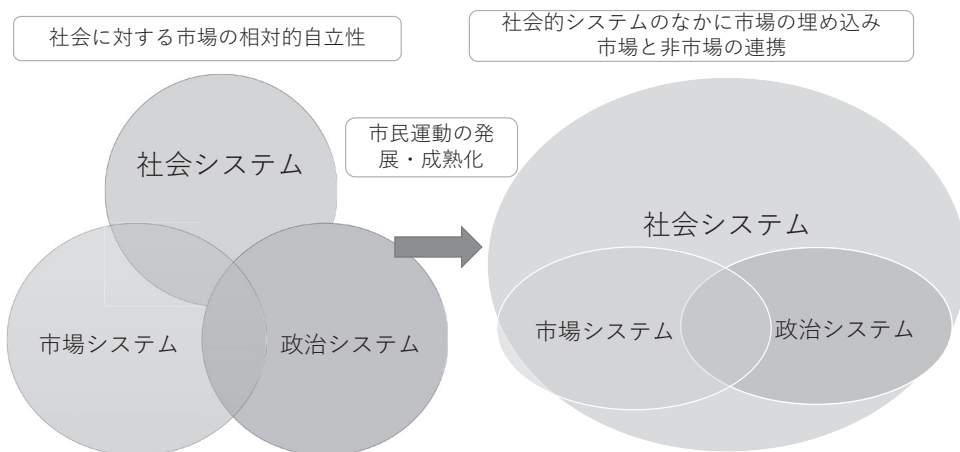 社会に対する市場の相対的自立性
社会的システムのなかに市場の埋め込み
市場と非市場の連携
市民運動の発
展・成熟化
社会システム
市場システム
政治システム
社会システム
市場システム
政治システム